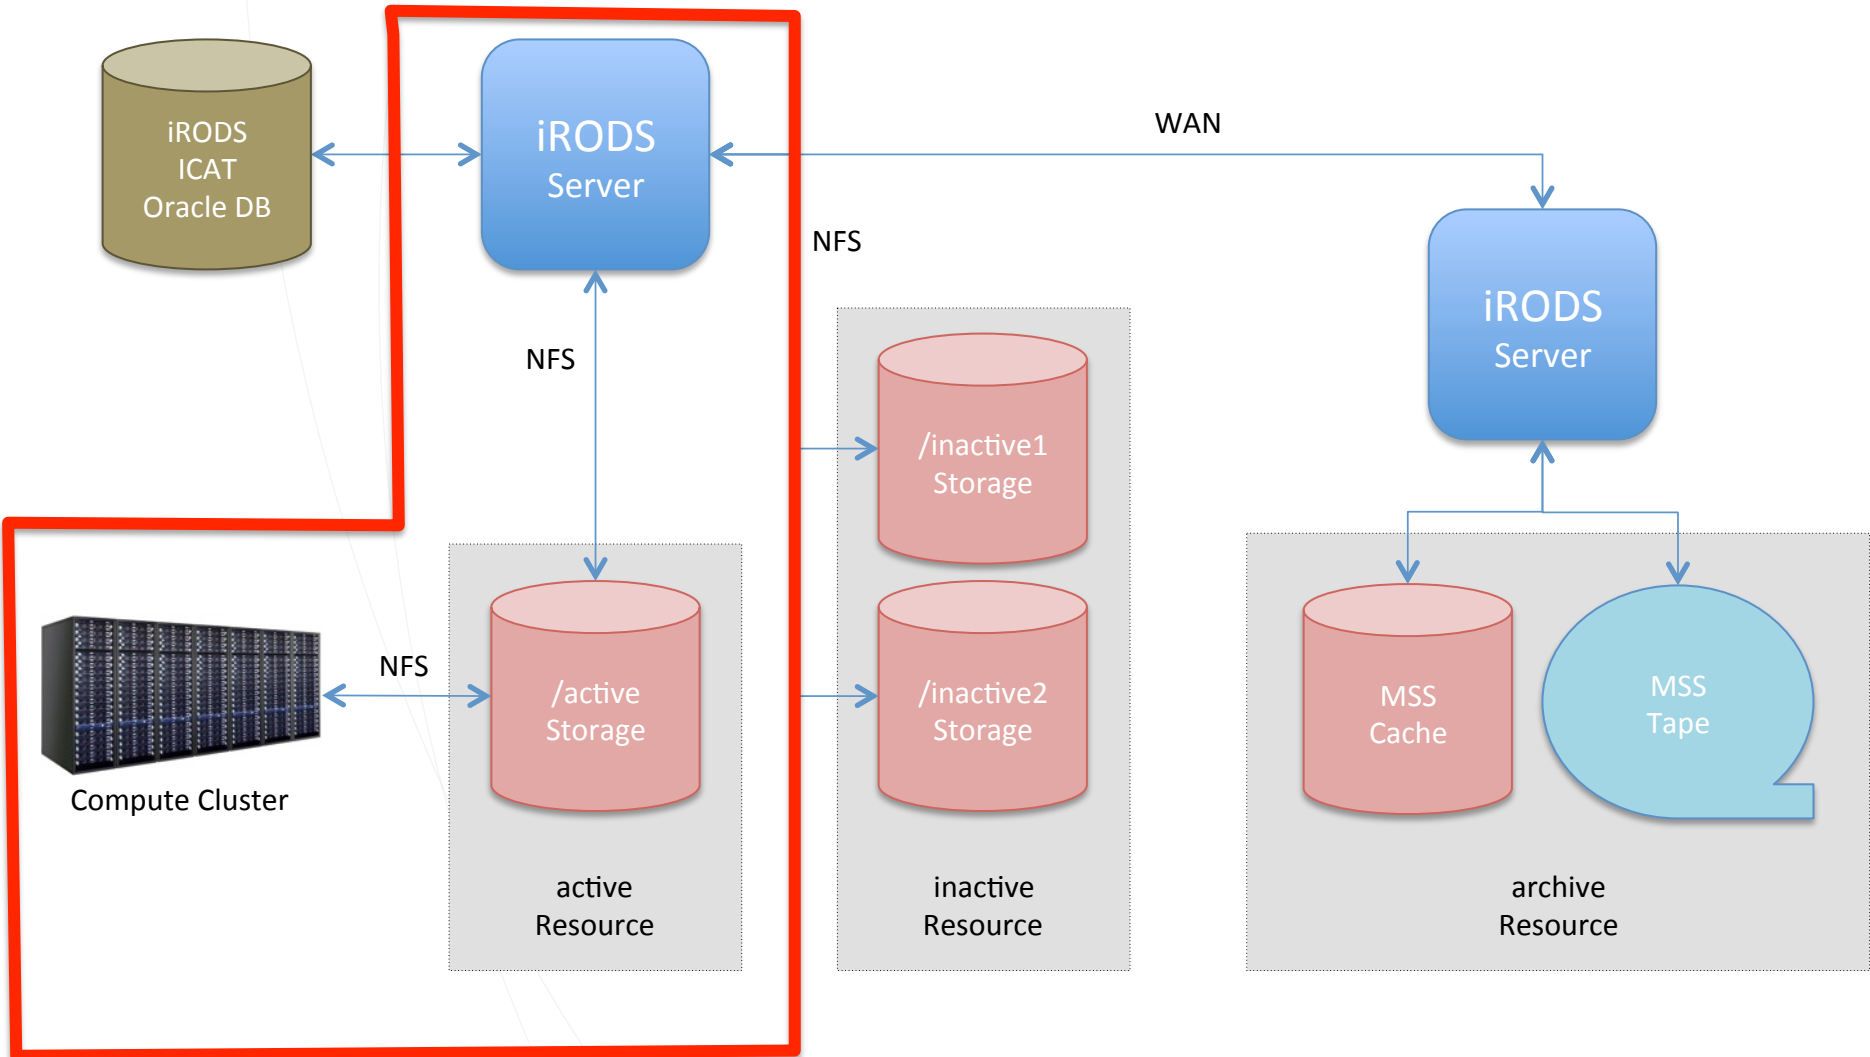 iRODS
ICAT
Oracle DB
iRODS
Server
WAN
NFS
iRODS
Server
NFS
/inactive1
Storage
NFS
/active
Storage
/inactive2
Storage
MSS
Cache
MSS
Tape
Compute Cluster
active
Resource
inactive
Resource
archive
Resource